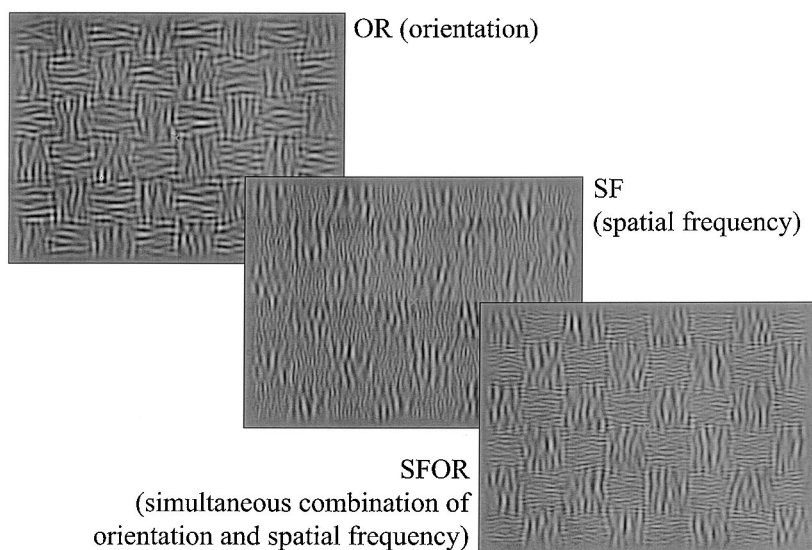 OR (orientation)
SF
(spatial frequency)
SFOR
(simultaneous combination of
orientation and spatial frequency)